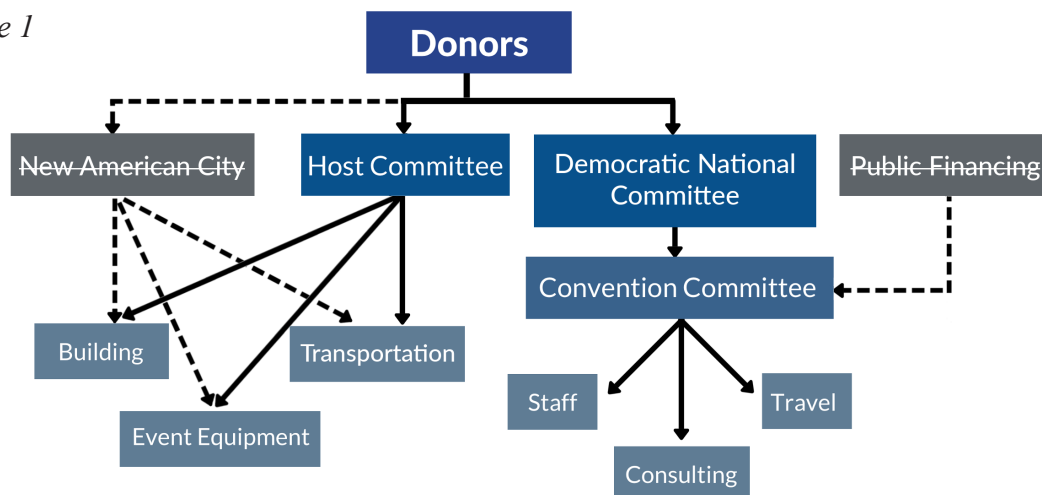 e 1
Donors
New American City
Host Committee
Democratic National
Committee
Public Financing
Convention Committee
Building
Transportation
Staff
Travel
Event Equipment
Consulting